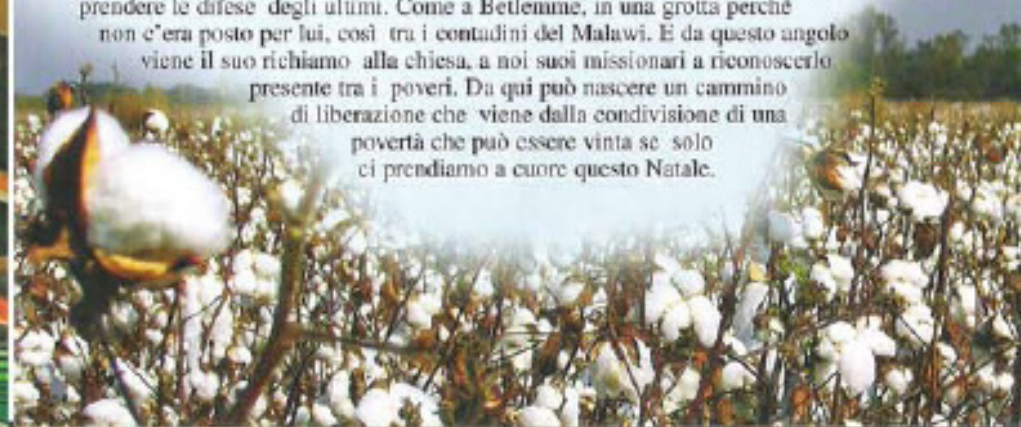 prendere le difese degli ultimi. Come a Betlemme, in una grotta perchè
non c'era posto per lui, così tra i contadini del Malawi. E da questo angolo
viene il suo richiamo alla chiesa, a noi suoi missionari a riconoscerlo
presente tra i poveri. Da qui può nascere un cammino
di liberazione che viene dalla condivisione di una
povertà che può essere vinta se solo
ci prendiamo a cuore questo Natale.